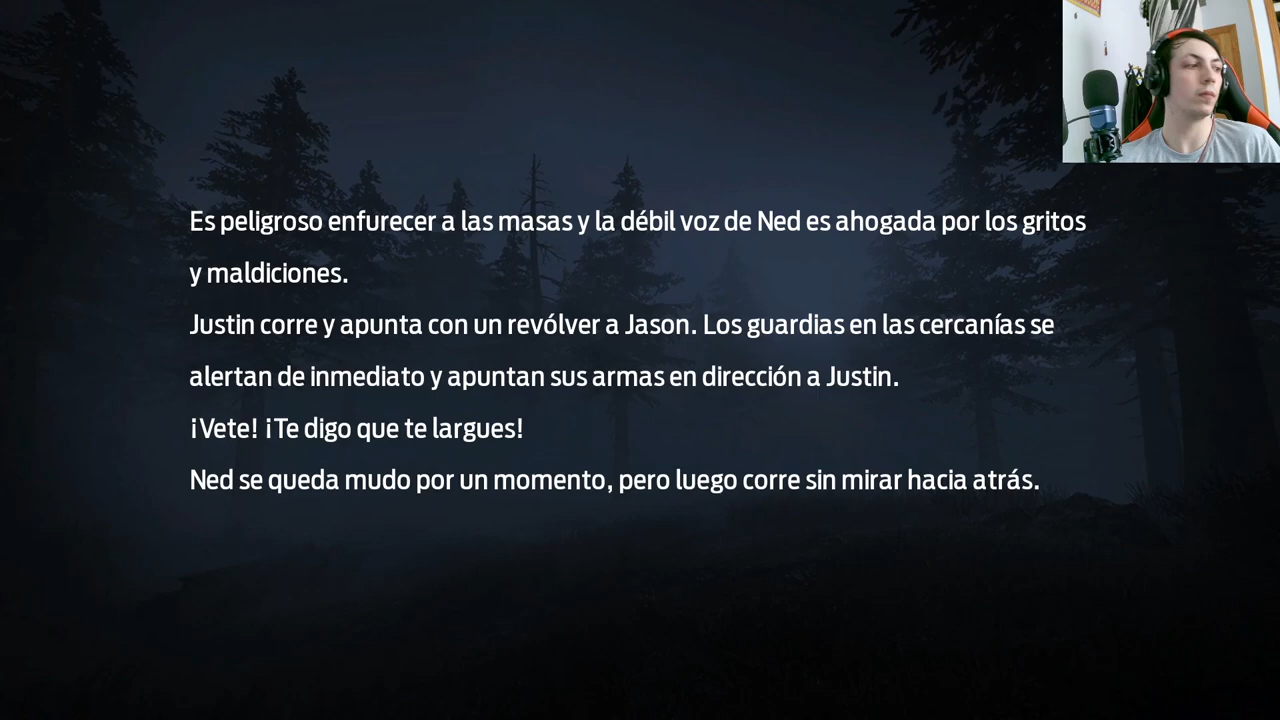 Es peligroso enfurecer a las masas y la débil voz de Ned es ahogada por los gritos
y maldiciones.
Justin corre y apunta con un revólver a Jason. Los guardias en las cercanías se
alertan de inmediato y apuntan sus armas en dirección a Justin.
¡Vete! ¡Te digo que te largues!
Ned se queda mudo por un momento, pero luego corre sin mirar hacia atrás.